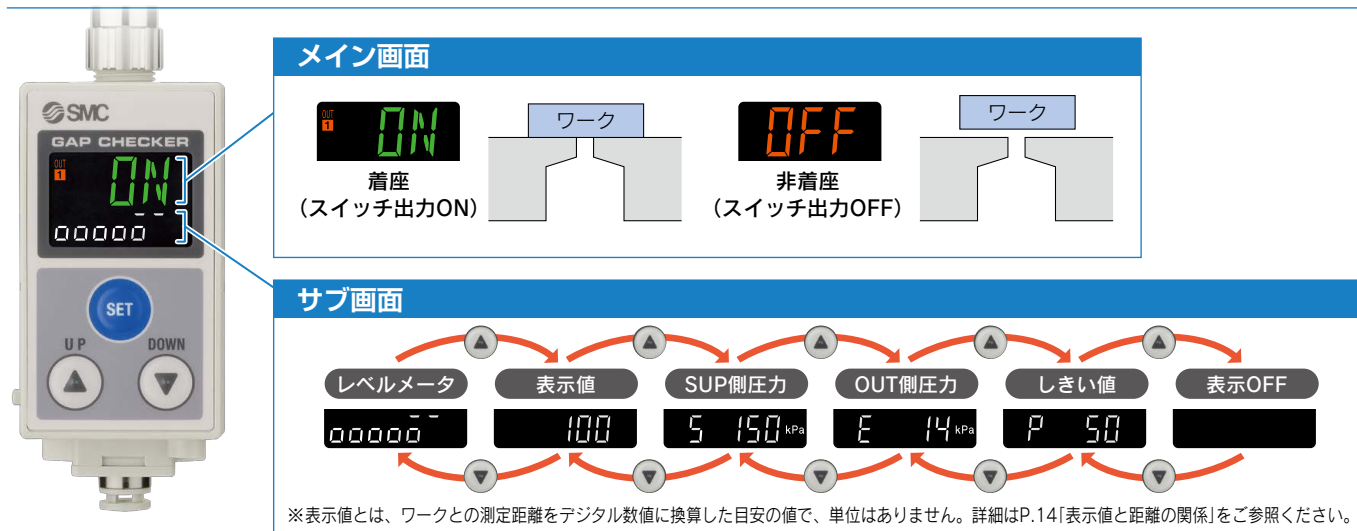 SMC
GAP CHECKER
OUT
1
ON
ooooo
SET
UP
DOWN
メイン画面
OUT
1
ON
着座
(スイッチ出力ON)
ワーク
OFF
非着座
(スイッチ出力OFF)
ワーク
サブ画面
レベルメータ
表示値
SUP側圧力
OUT側圧力
しきい値
表示OFF
ooooo
100
S 150 kPa
E 14 kPa
P 50
※表示値とは、ワークとの測定距離をデジタル数値に換算した目安の値で、単位はありません。詳細はP.14「表示値と距離の関係」をご参照ください。